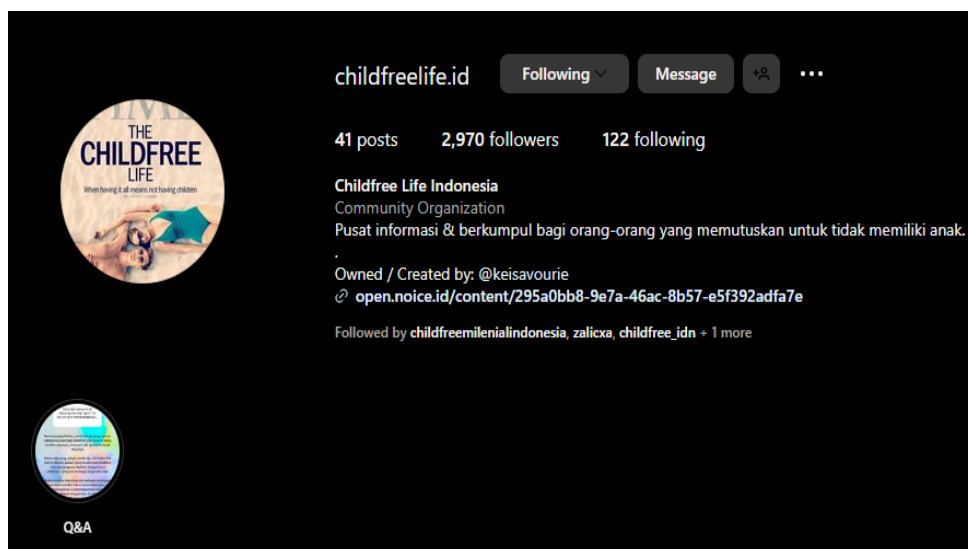 childfreelife.id Following Message
41 posts 2,970 followers 122 following
TIME
THE
CHILDFREE
LIFE
When having it all means not having children
Childfree Life Indonesia
Community Organization
Pusat informasi & berkumpul bagi orang-orang yang memutuskan untuk tidak memiliki anak.
.
Owned / Created by: @keisavourie
open.noice.id/content/295a0bb8-9e7a-46ac-8b57-e5f392adfa7e
Followed by childfreemilenialindonesia, zalicxa, childfree_idn + 1 more
Q&A